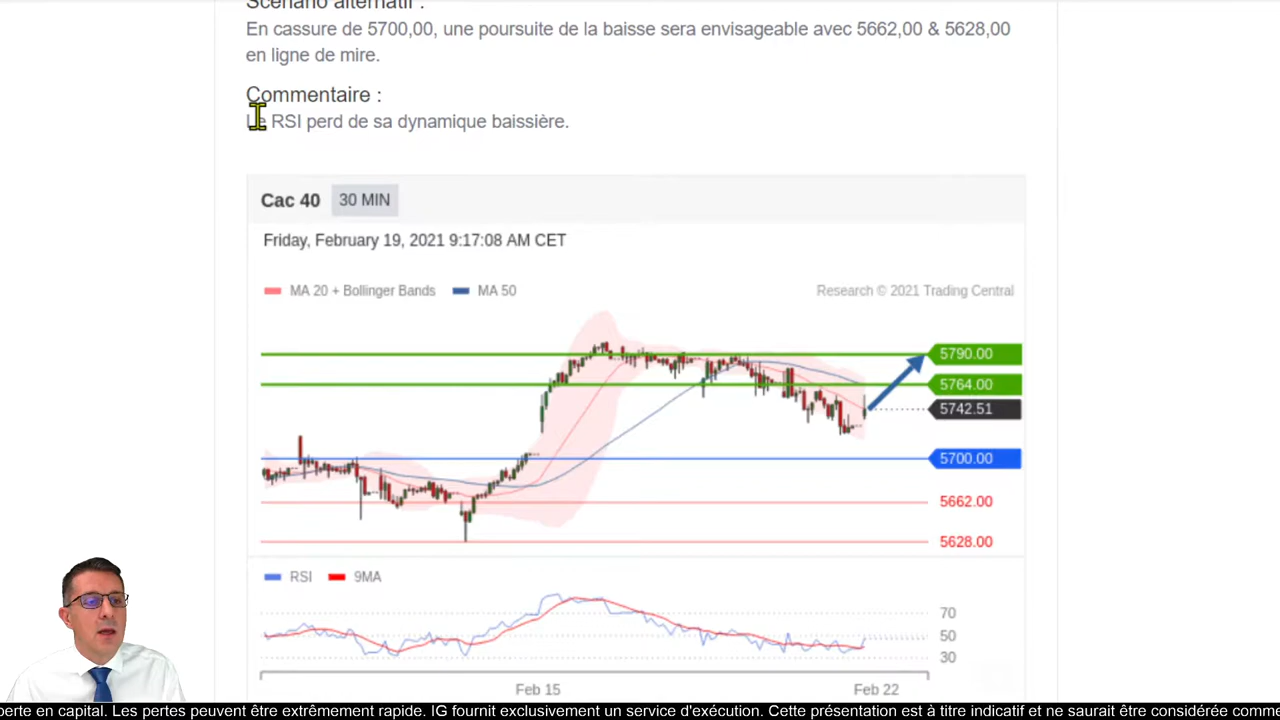 Scénario alternatif :
En cassure de 5700,00, une poursuite de la baisse sera envisageable avec 5662,00 & 5628,00
en ligne de mire.
Commentaire :
Le RSI perd de sa dynamique baissière.
Cac 40 30 MIN
Friday, February 19, 2021 9:17:08 AM CET
MA 20 + Bollinger Bands MA 50 Research © 2021 Trading Central
5790.00
5764.00
5742.51
5700.00
5662.00
5628.00
RSI 9MA
70
50
30
Feb 15 Feb 22
perte en capital. Les pertes peuvent être extrêmement rapide. IG fournit exclusivement un service d'exécution. Cette présentation est à titre indicatif et ne saurait être considérée comme